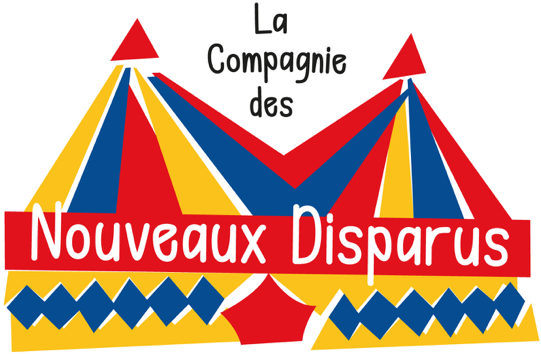 La
Compagnie
des
Nouveaux Disparus